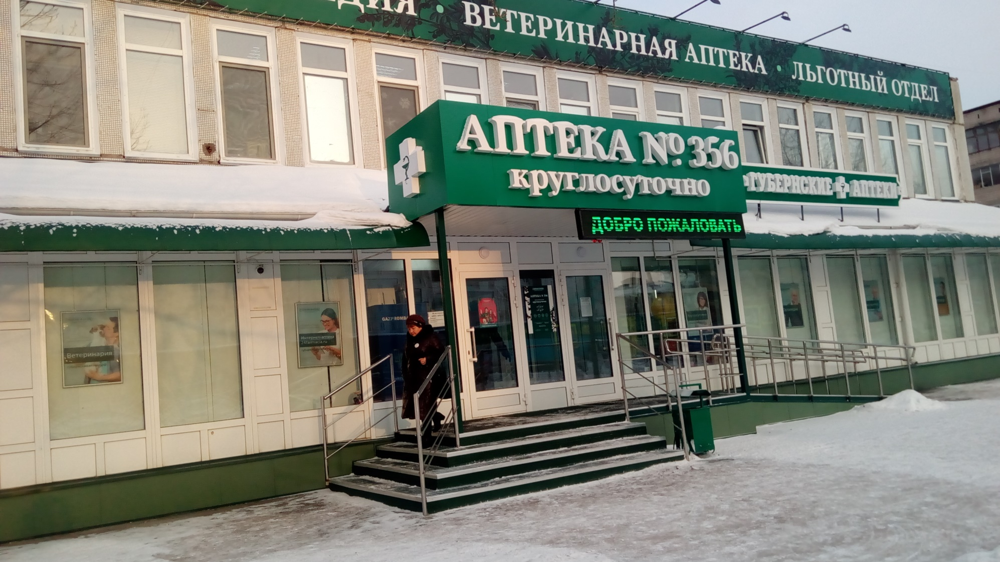 ВЕТЕРИНАРНАЯ АПТЕКА • ЛЬГОТНЫЙ ОТДЕЛ
АПТЕКА № 356
круглосуточно
ГУБЕРНСКИЕ АПТЕКИ
ДОБРО ПОЖАЛОВАТЬ
Ветеринария
Интернет-аптека
24farmacia.ru
АПТЕКА № 356
круглосуточно